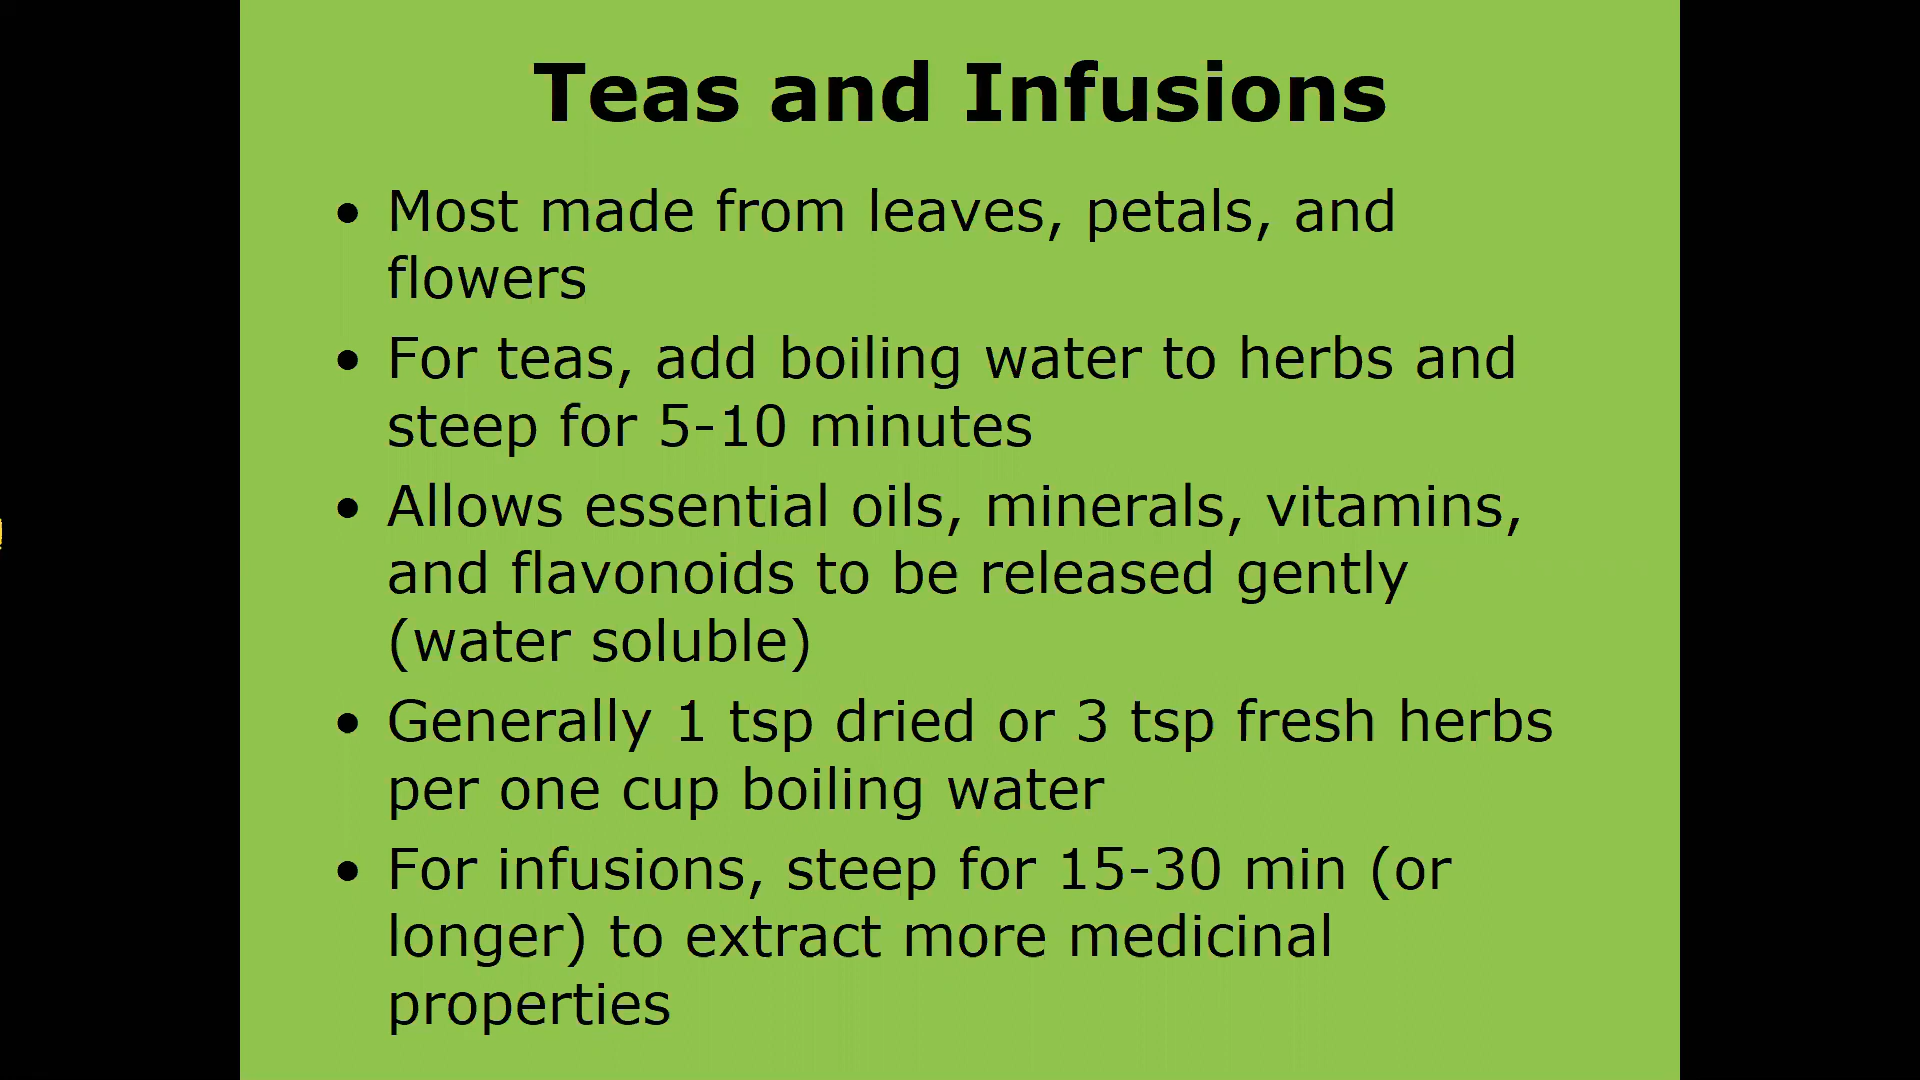 Teas and Infusions
• Most made from leaves, petals, and
flowers
• For teas, add boiling water to herbs and
steep for 5-10 minutes
• Allows essential oils, minerals, vitamins,
and flavonoids to be released gently
(water soluble)
• Generally 1 tsp dried or 3 tsp fresh herbs
per one cup boiling water
• For infusions, steep for 15-30 min (or
longer) to extract more medicinal
properties